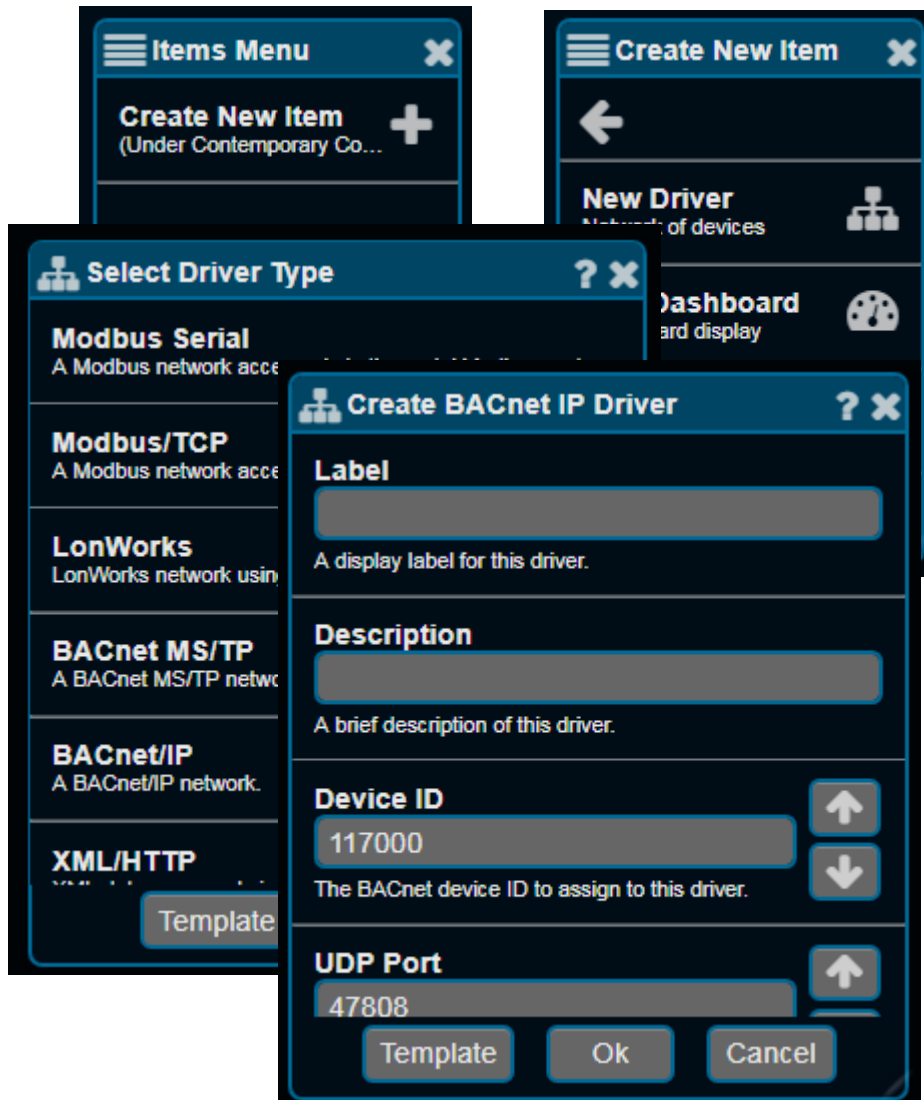 Items Menu
Create New Item
(Under Contemporary Co...
Create New Item
New Driver
Network of devices
Dashboard
ard display
Select Driver Type
Modbus Serial
A Modbus network acce
Modbus/TCP
A Modbus network acce
LonWorks
LonWorks network using
BACnet MS/TP
A BACnet MS/TP netwo
BACnet/IP
A BACnet/IP network.
XML/HTTP
Template
Create BACnet IP Driver
Label
A display label for this driver.
Description
A brief description of this driver.
Device ID
117000
The BACnet device ID to assign to this driver.
UDP Port
47808
Template
Ok
Cancel